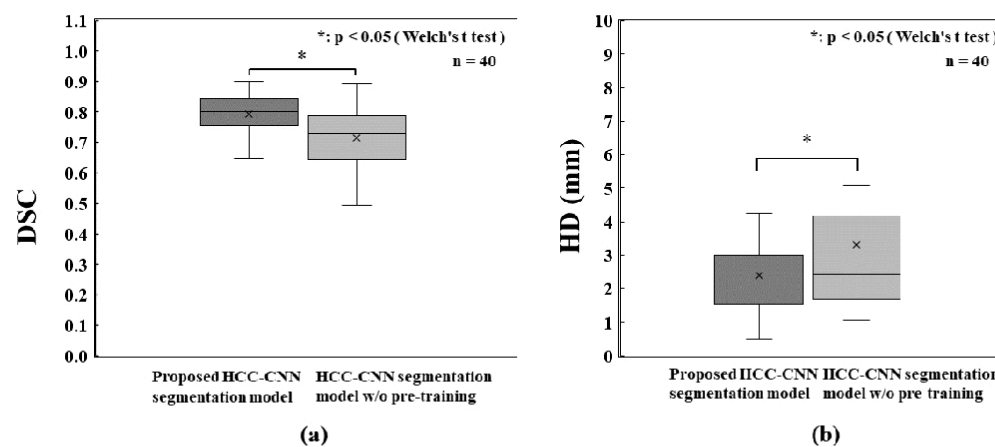 1.1
1.0
0.9
0.8
0.7
0.6
0.5
0.4
0.3
0.2
0.1
0.0
DSC
*: p < 0.05 ( Welch's t test )
n = 40
*
Proposed HCC-CNN
segmentation model
HCC-CNN segmentation
model w/o pre-training
(a)
10
9
8
7
6
5
4
3
2
1
0
HD (mm)
*: p < 0.05 ( Welch's t test )
n = 40
*
Proposed HCC-CNN
segmentation model
HCC-CNN segmentation
model w/o pre training
(b)